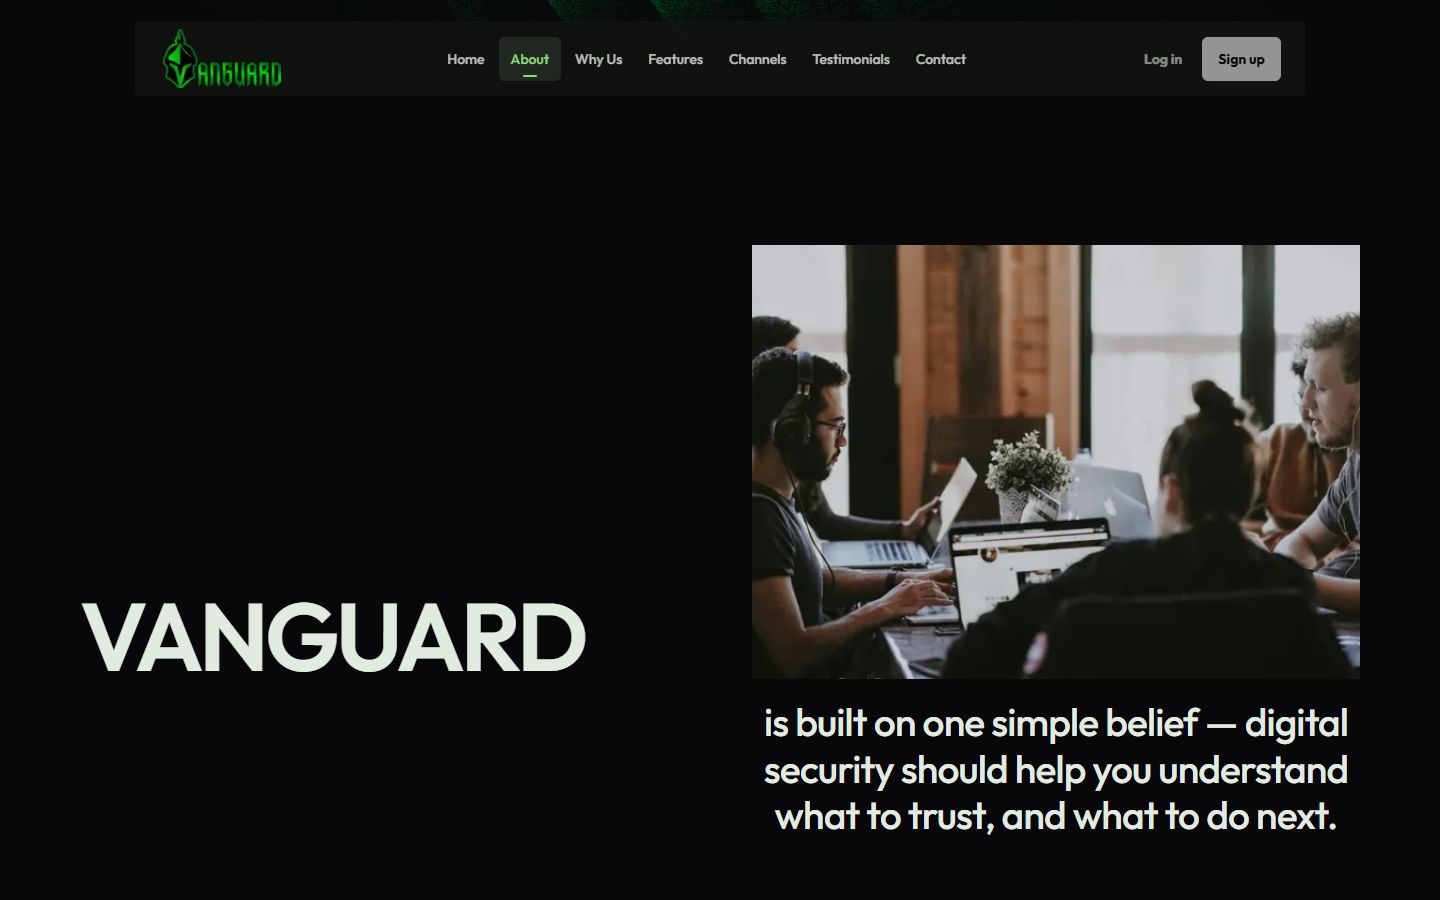 VANGUARD
Home
About
Why Us
Features
Channels
Testimonials
Contact
Log in
Sign up
VANGUARD
is built on one simple belief — digital
security should help you understand
what to trust, and what to do next.